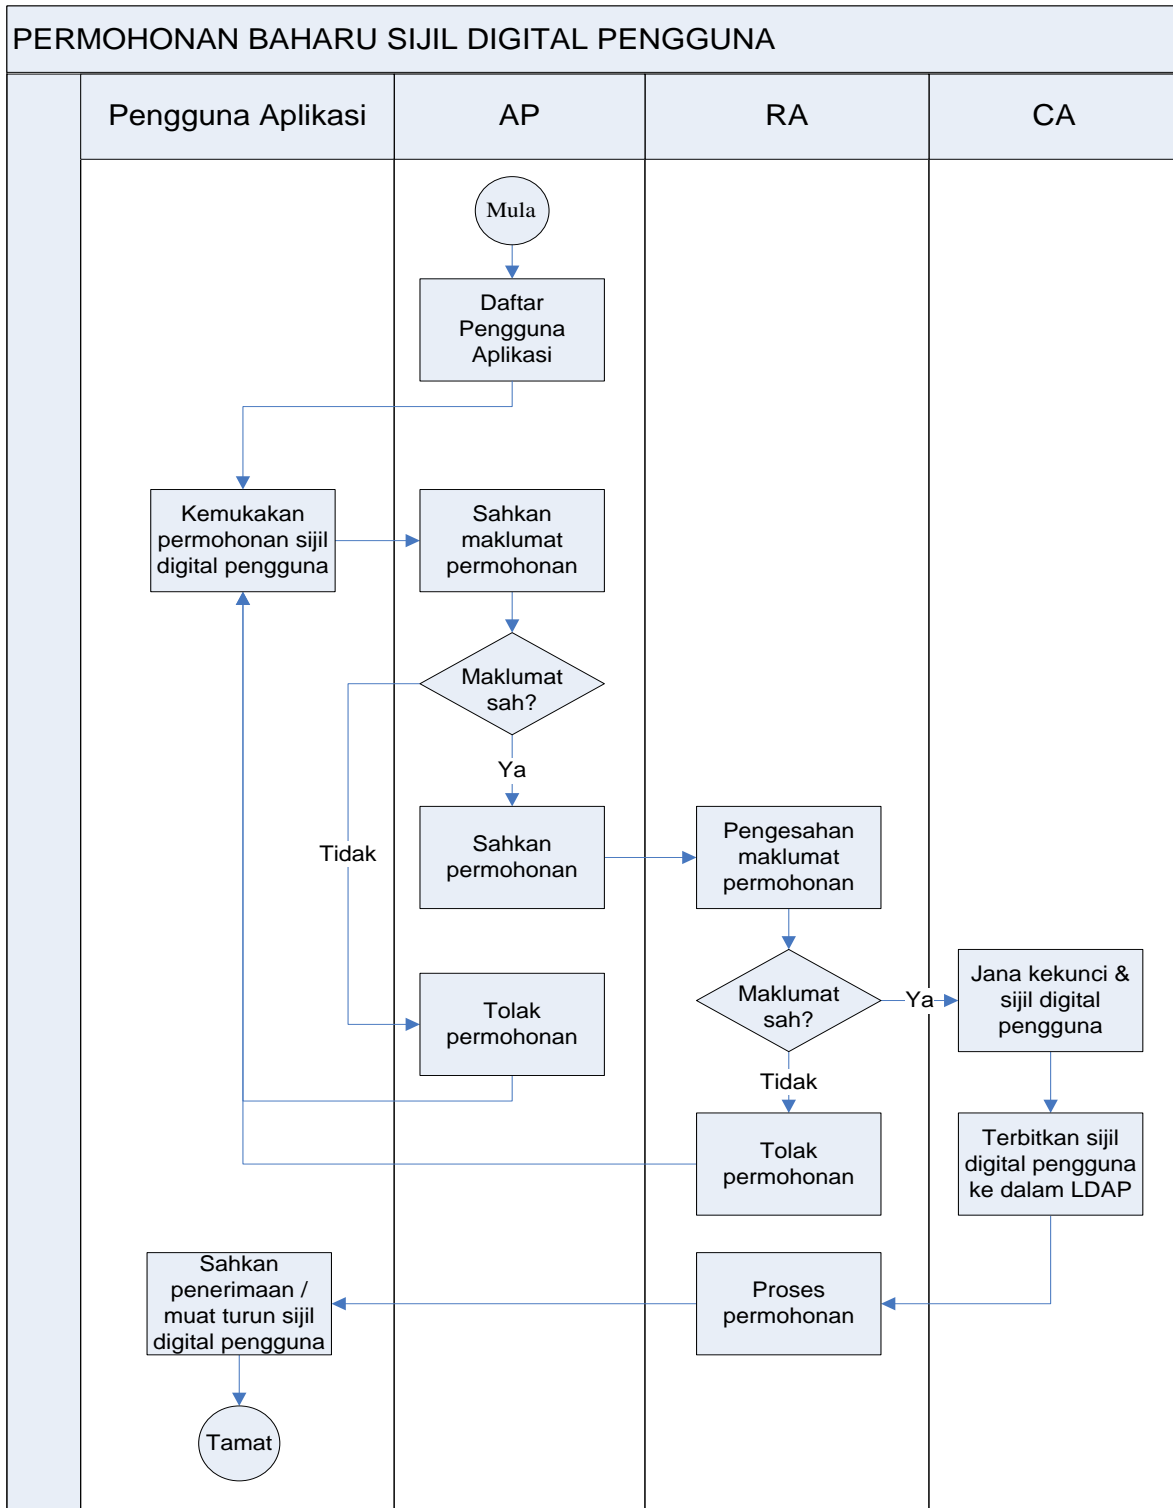 PERMOHONAN BAHARU SIJIL DIGITAL PENGGUNA
Pengguna Aplikasi
AP
RA
CA
Mula
Daftar
Pengguna
Aplikasi
Kemukakan
permohonan sijil
digital pengguna
Sahkan
maklumat
permohonan
Maklumat
sah?
Ya
Tidak
Sahkan
permohonan
Pengesahan
maklumat
permohonan
Tolak
permohonan
Maklumat
sah?
Ya
Jana kekunci &
sijil digital
pengguna
Tidak
Tolak
permohonan
Terbitkan sijil
digital pengguna
ke dalam LDAP
Sahkan
penerimaan /
muat turun sijil
digital pengguna
Proses
permohonan
Tamat